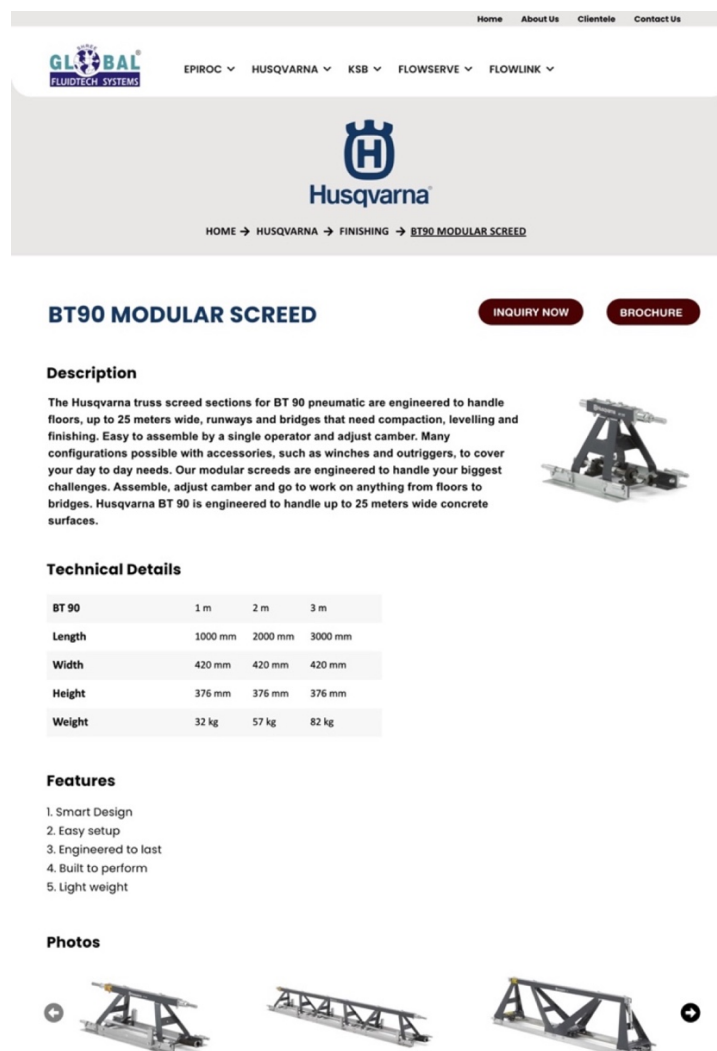 Home About Us Clientele Contact Us
SHREE
GLOBAL®
FLUIDTECH SYSTEMS
EPIROC HUSQVARNA KSB FLOWSERVE FLOWLINK
H
Husqvarna®
HOME → HUSQVARNA → FINISHING → BT90 MODULAR SCREED
BT90 MODULAR SCREED
INQUIRY NOW
BROCHURE
Description
The Husqvarna truss screed sections for BT 90 pneumatic are engineered to handle
floors, up to 25 meters wide, runways and bridges that need compaction, levelling and
finishing. Easy to assemble by a single operator and adjust camber. Many
configurations possible with accessories, such as winches and outriggers, to cover
your day to day needs. Our modular screeds are engineered to handle your biggest
challenges. Assemble, adjust camber and go to work on anything from floors to
bridges. Husqvarna BT 90 is engineered to handle up to 25 meters wide concrete
surfaces.
Technical Details
BT 90 1 m 2 m 3 m
Length 1000 mm 2000 mm 3000 mm
Width 420 mm 420 mm 420 mm
Height 376 mm 376 mm 376 mm
Weight 32 kg 57 kg 82 kg
Features
1. Smart Design
2. Easy setup
3. Engineered to last
4. Built to perform
5. Light weight
Photos